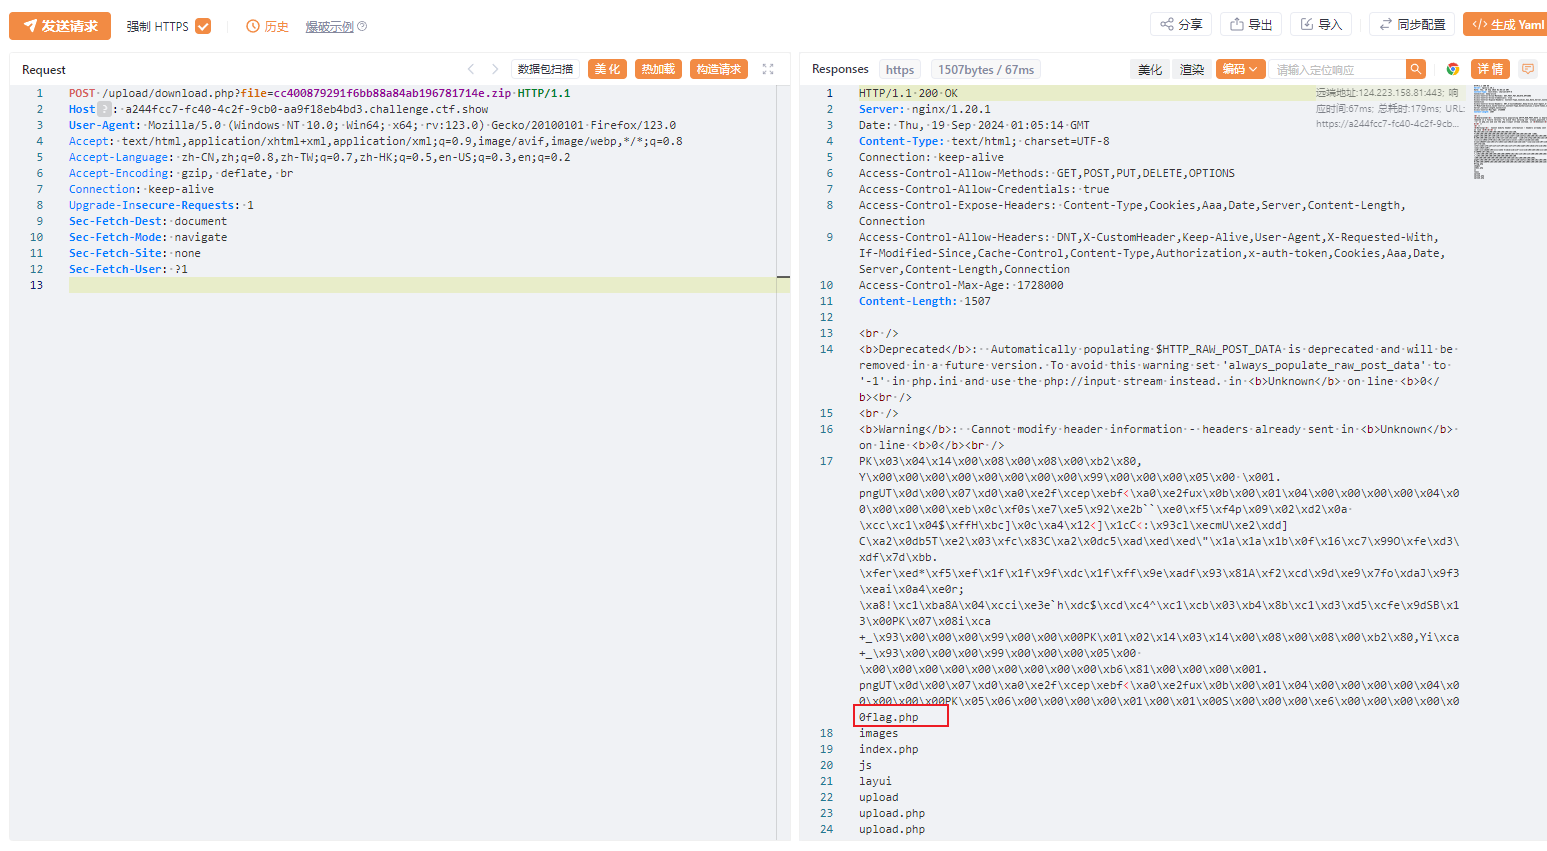 发送请求 强制 HTTPS 历史 爆破示例 分享 导出 导入 同步配置 </> 生成 Yaml
Request 数据包扫描 美化 热加载 构造请求
1 POST /upload/download.php?file=cc400879291f6bb88a84ab196781714e.zip HTTP/1.1
2 Host ? : a244fcc7-fc40-4c2f-9cb0-aa9f18eb4bd3.challenge.ctf.show
3 User-Agent: Mozilla/5.0 (Windows NT 10.0; Win64; x64; rv:123.0) Gecko/20100101 Firefox/123.0
4 Accept: text/html,application/xhtml+xml,application/xml;q=0.9,image/avif,image/webp,*/*;q=0.8
5 Accept-Language: zh-CN,zh;q=0.8,zh-TW;q=0.7,zh-HK;q=0.5,en-US;q=0.3,en;q=0.2
6 Accept-Encoding: gzip, deflate, br
7 Connection: keep-alive
8 Upgrade-Insecure-Requests: 1
9 Sec-Fetch-Dest: document
10 Sec-Fetch-Mode: navigate
11 Sec-Fetch-Site: none
12 Sec-Fetch-User: ?1
13
Responses https 1507bytes / 67ms 美化 渲染 编码 请输入定位响应 详情
1 HTTP/1.1 200 OK
远端地址:124.223.158.81:443; 响
应时间:67ms; 总耗时:179ms; URL:
https://a244fcc7-fc40-4c2f-9cb...
2 Server: nginx/1.20.1
3 Date: Thu, 19 Sep 2024 01:05:14 GMT
4 Content-Type: text/html; charset=UTF-8
5 Connection: keep-alive
6 Access-Control-Allow-Methods: GET,POST,PUT,DELETE,OPTIONS
7 Access-Control-Allow-Credentials: true
8 Access-Control-Expose-Headers: Content-Type,Cookies,Aaa,Date,Server,Content-Length,
Connection
9 Access-Control-Allow-Headers: DNT,X-CustomHeader,Keep-Alive,User-Agent,X-Requested-With,
If-Modified-Since,Cache-Control,Content-Type,Authorization,x-auth-token,Cookies,Aaa,Date,
Server,Content-Length,Connection
10 Access-Control-Max-Age: 1728000
11 Content-Length: 1507
12
13 <br />
14 <b>Deprecated</b>:  Automatically populating $HTTP_RAW_POST_DATA is deprecated and will be
removed in a future version. To avoid this warning set 'always_populate_raw_post_data' to
'-1' in php.ini and use the php://input stream instead. in <b>Unknown</b> on line <b>0</
b><br />
15 <br />
16 <b>Warning</b>:  Cannot modify header information - headers already sent in <b>Unknown</b>
on line <b>0</b><br />
17 PK\x03\x04\x14\x00\x08\x00\x08\x00\xb2\x80,
Y\x00\x00\x00\x00\x00\x00\x00\x00\x99\x00\x00\x00\x05\x00 \x001.
pngUT\x0d\x00\x07\xd0\xa0\xe2f\xcep\xebf<\xa0\xe2fux\x0b\x00\x01\x04\x00\x00\x00\x00\x04\x0
0\x00\x00\x00\xeb\x0c\xf0s\xe7\xe5\x92\xe2b``\xe0\xf5\xf4p\x09\x02\xd2\x0a
\xcc\xc1\x04$\xffH\xbc]\x0c\xa4\x12<]\x1cC<:\x93cl\xecmU\xe2\xdd]
C\xa2\x0db5T\xe2\x03\xfc\x83C\xa2\x0dc5\xad\xed\xed\"\x1a\x1a\x1b\x0f\x16\xc7\x99O\xfe\xd3\
xdf\x7d\xbb.
\xfer\xed*\xf5\xef\x1f\x1f\x9f\xdc\x1f\xff\x9e\xadf\x93\x81A\xf2\xcd\x9d\xe9\x7fo\xdaJ\x9f3
\xeai\x0a4\xe0r;
\xa8!\xc1\xba8A\x04\xcci\xe3e`h\xdc$\xcd\xc4^\xc1\xcb\x03\xb4\x8b\xc1\xd3\xd5\xcfe\x9dSB\x1
3\x00PK\x07\x08i\xca
+_\x93\x00\x00\x00\x99\x00\x00\x00PK\x01\x02\x14\x03\x14\x00\x08\x00\x08\x00\xb2\x80,Yi\xca
+_\x93\x00\x00\x00\x99\x00\x00\x00\x05\x00
\x00\x00\x00\x00\x00\x00\x00\x00\x00\xb6\x81\x00\x00\x00\x001.
pngUT\x0d\x00\x07\xd0\xa0\xe2f\xcep\xebf<\xa0\xe2fux\x0b\x00\x01\x04\x00\x00\x00\x00\x04\x0
0\x00\x00\x00PK\x05\x06\x00\x00\x00\x00\x01\x00\x01\x00S\x00\x00\x00\xe6\x00\x00\x00\x00\x0
0flag.php
18 images
19 index.php
20 js
21 layui
22 upload
23 upload.php
24 upload.php